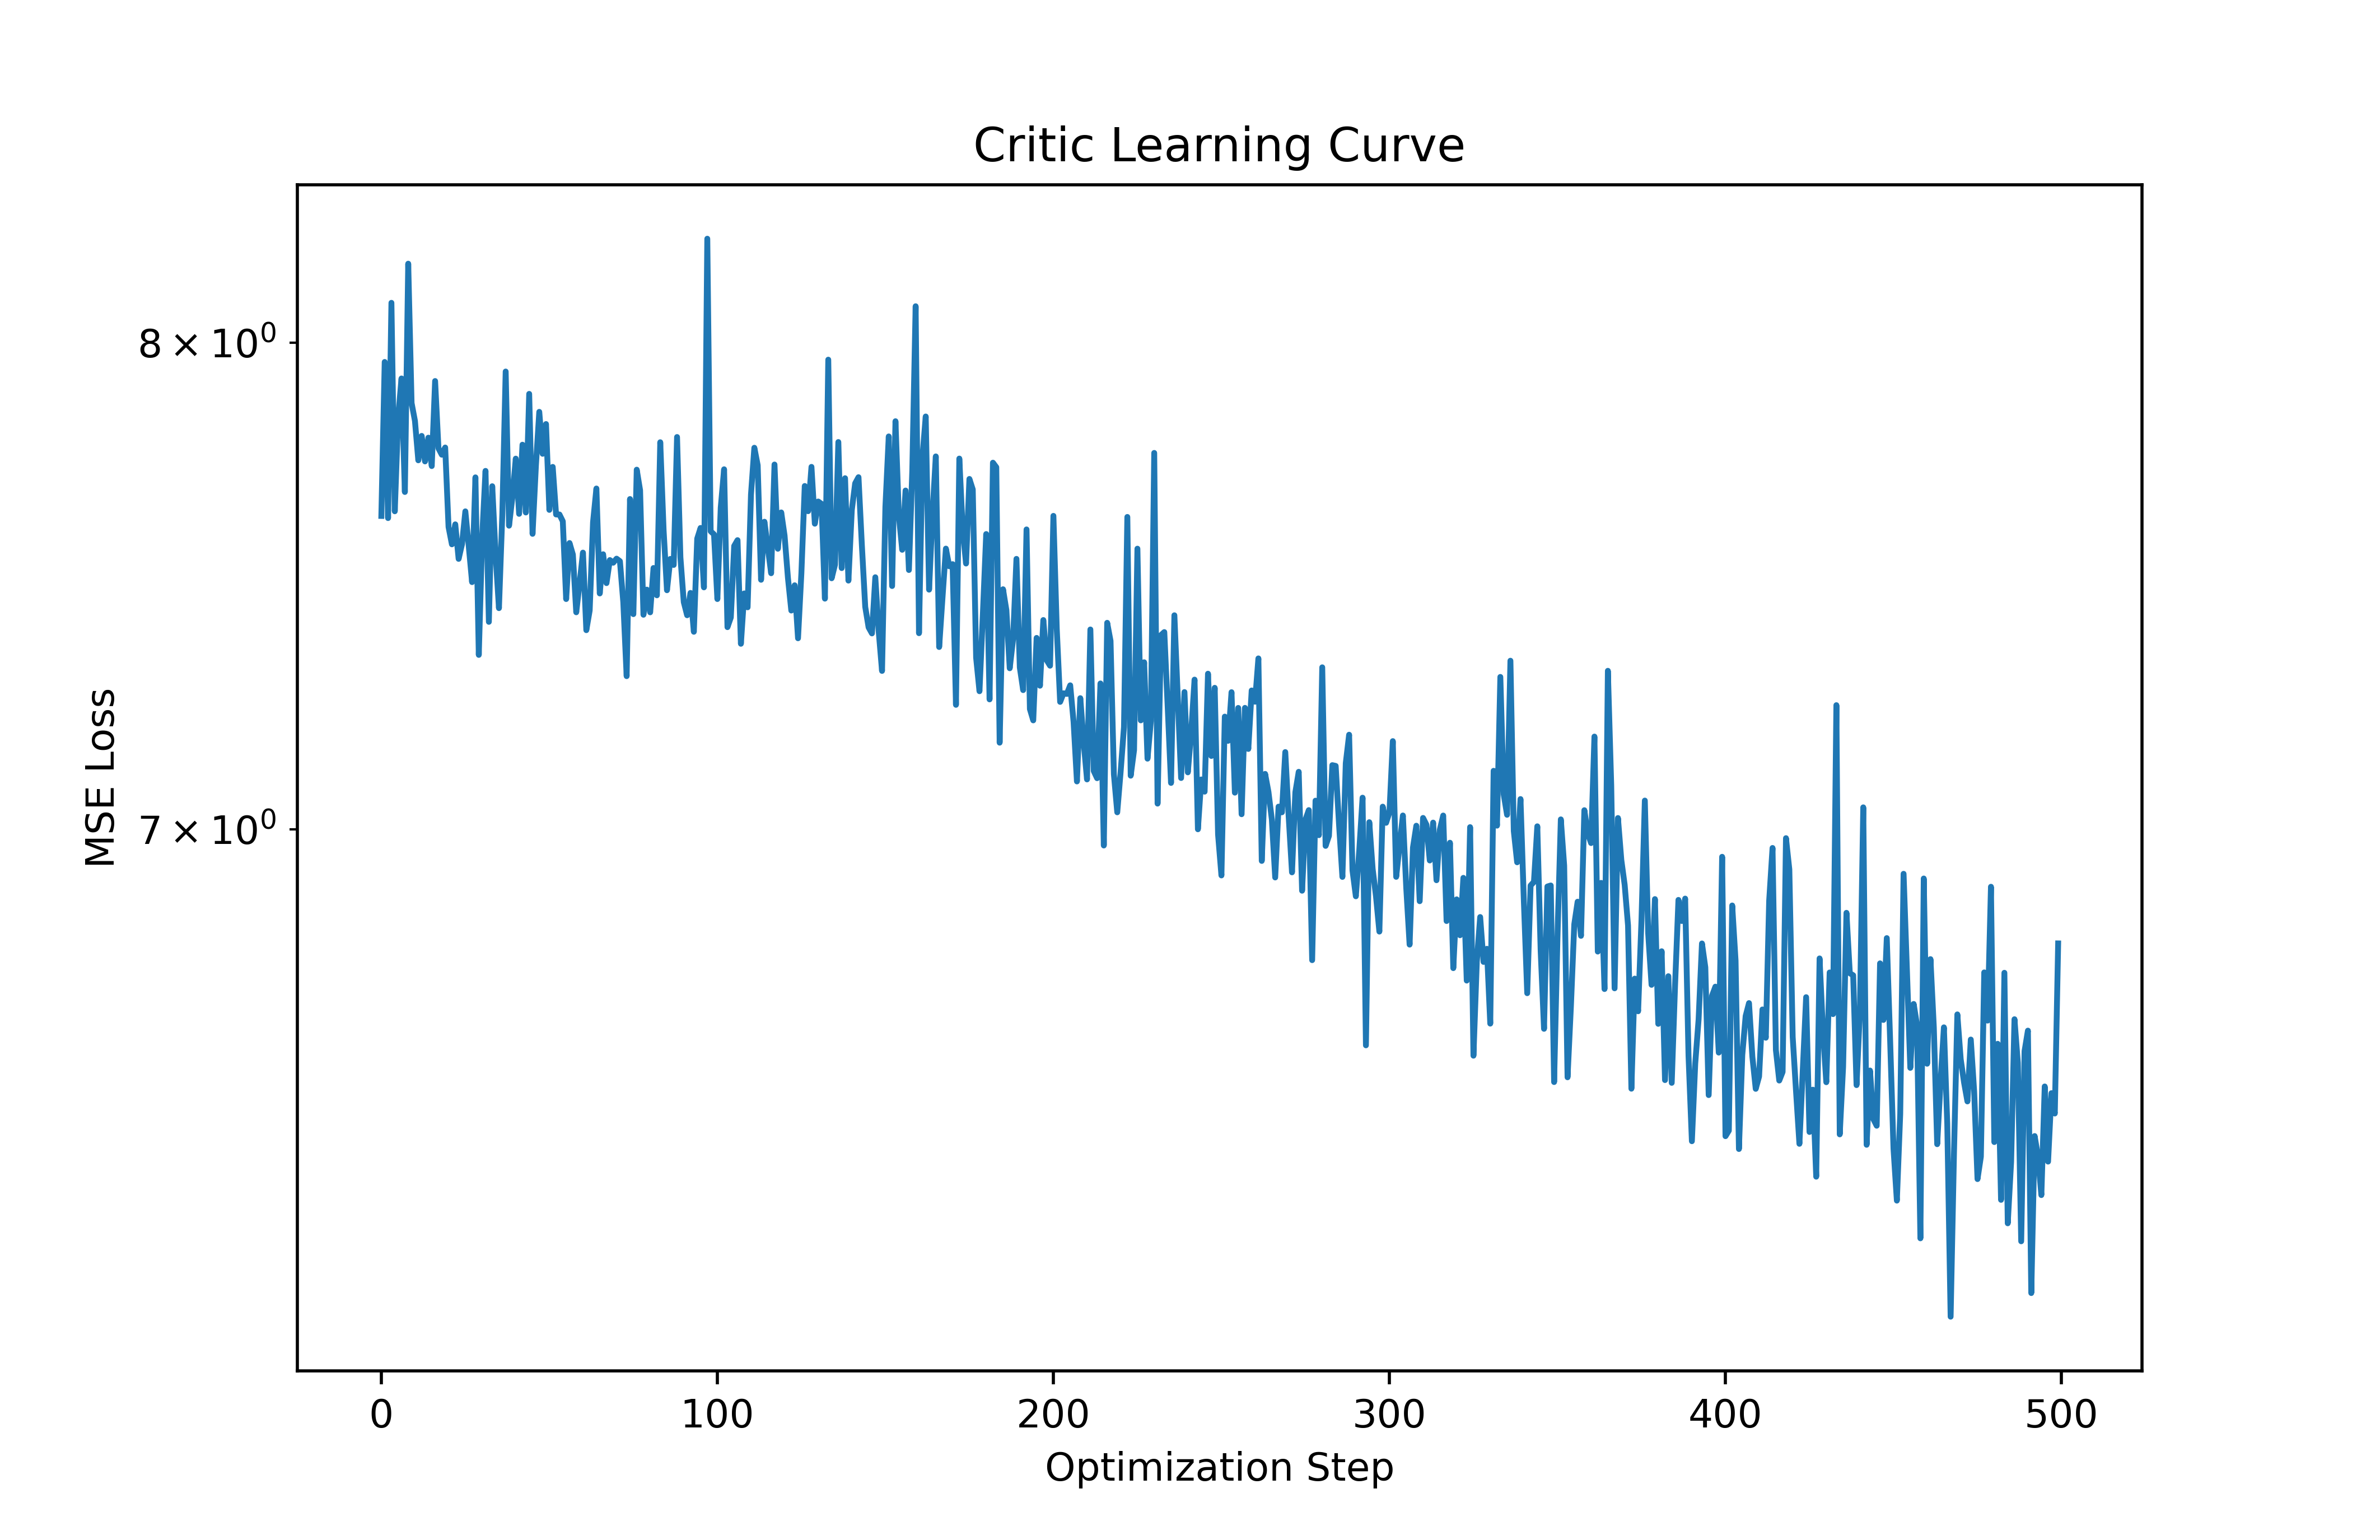 Critic Learning Curve
8 × 10⁰
7 × 10⁰
MSE Loss
0 100 200 300 400 500
Optimization Step